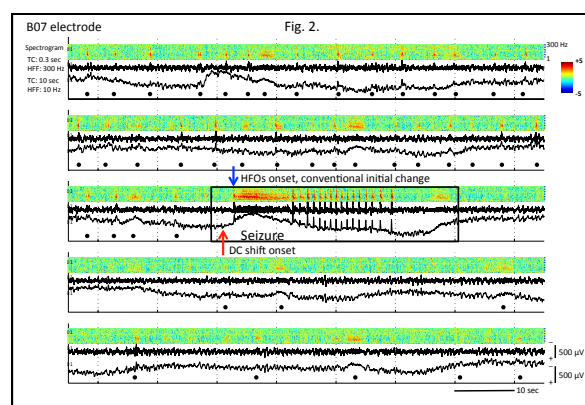 B07 electrode
Fig. 2.
Spectrogram
TC: 0.3 sec
HFF: 300 Hz
TC: 10 sec
HFF: 10 Hz
300 Hz
1
+5
-5
HFOs onset, conventional initial change
Seizure
DC shift onset
500 μV
500 μV
10 sec